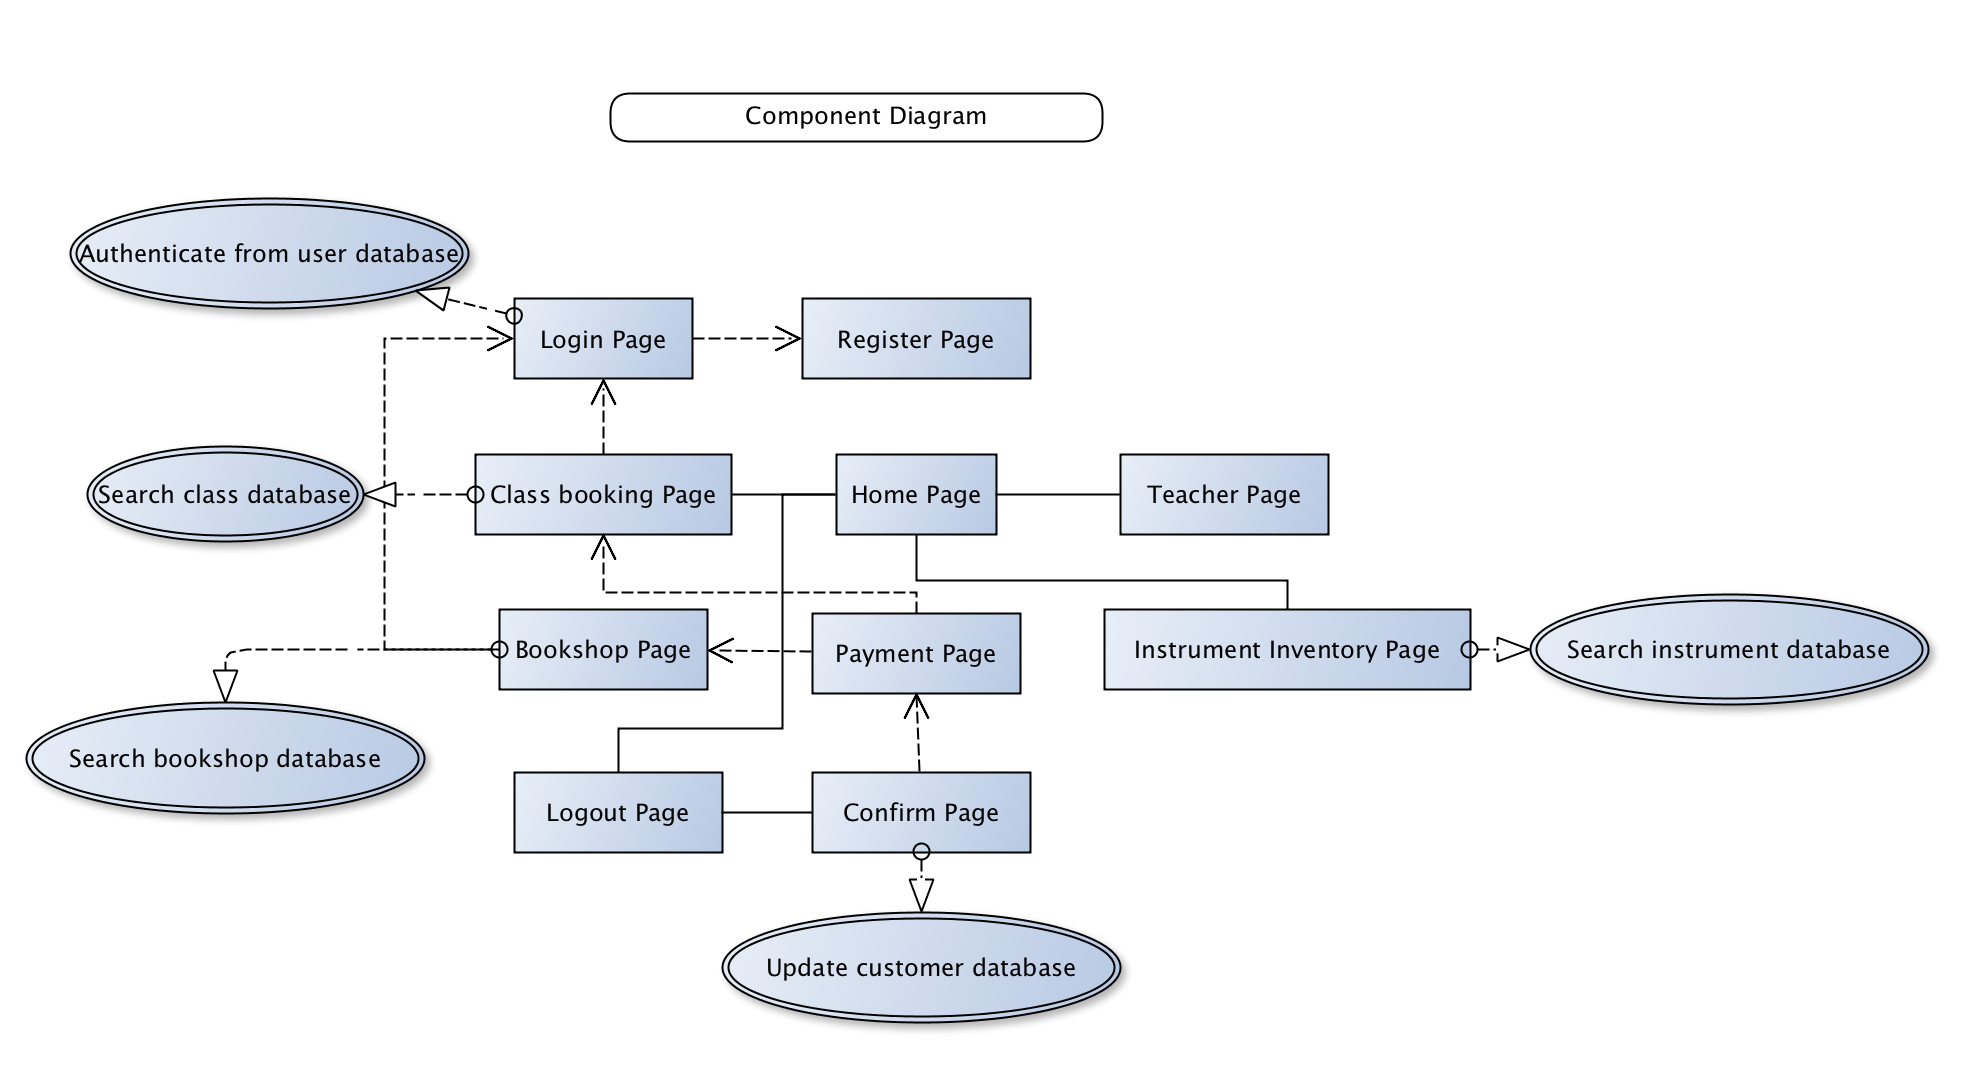 Component Diagram
Authenticate from user database
Login Page
Register Page
Search class database
Class booking Page
Home Page
Teacher Page
Bookshop Page
Payment Page
Instrument Inventory Page
Search instrument database
Search bookshop database
Logout Page
Confirm Page
Update customer database